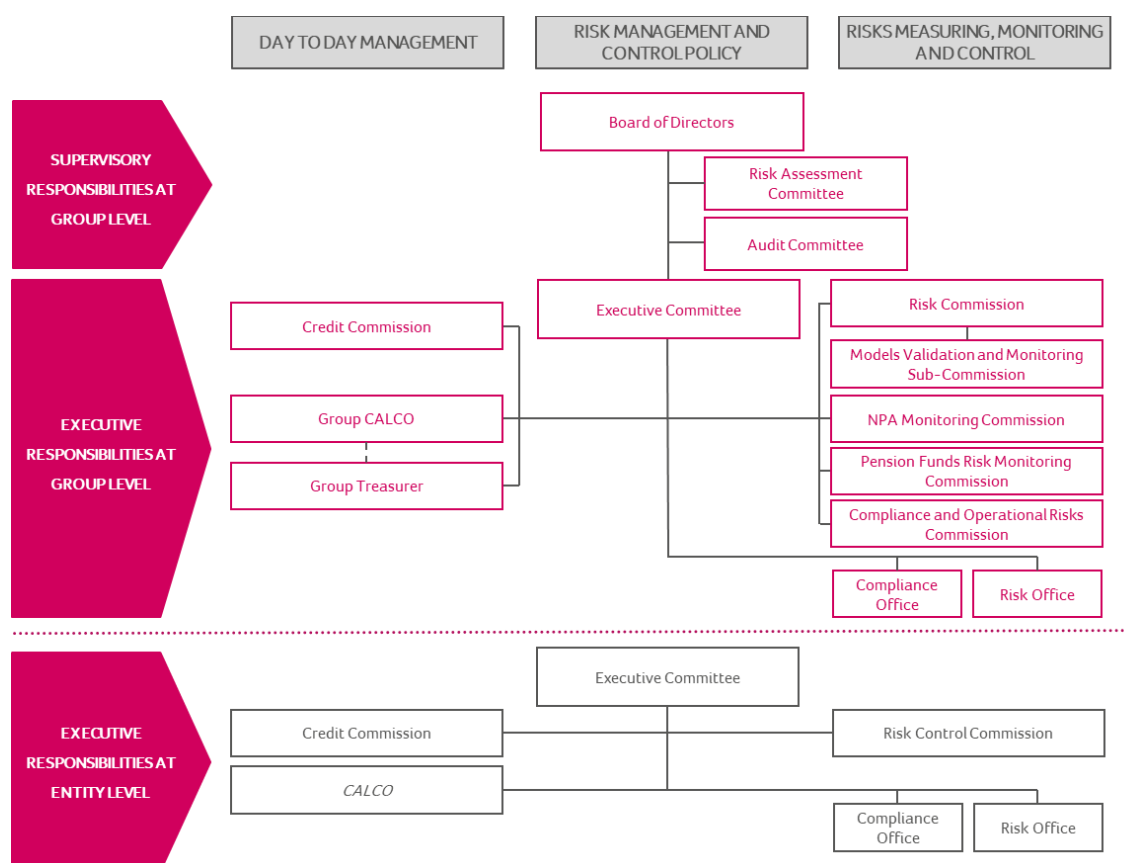 DAY TO DAY MANAGEMENT
RISK MANAGEMENT AND
CONTROL POLICY
RISKS MEASURING, MONITORING
AND CONTROL
SUPERVISORY
RESPONSIBILITIES AT
GROUP LEVEL
Board of Directors
Risk Assessment
Committee
Audit Committee
EXECUTIVE
RESPONSIBILITIES AT
GROUP LEVEL
Credit Commission
Group CALCO
Group Treasurer
Executive Committee
Risk Commission
Models Validation and Monitoring
Sub-Commission
NPA Monitoring Commission
Pension Funds Risk Monitoring
Commission
Compliance and Operational Risks
Commission
Compliance
Office
Risk Office
EXECUTIVE
RESPONSIBILITIES AT
ENTITY LEVEL
Executive Committee
Credit Commission
Risk Control Commission
CALCO
Compliance
Office
Risk Office